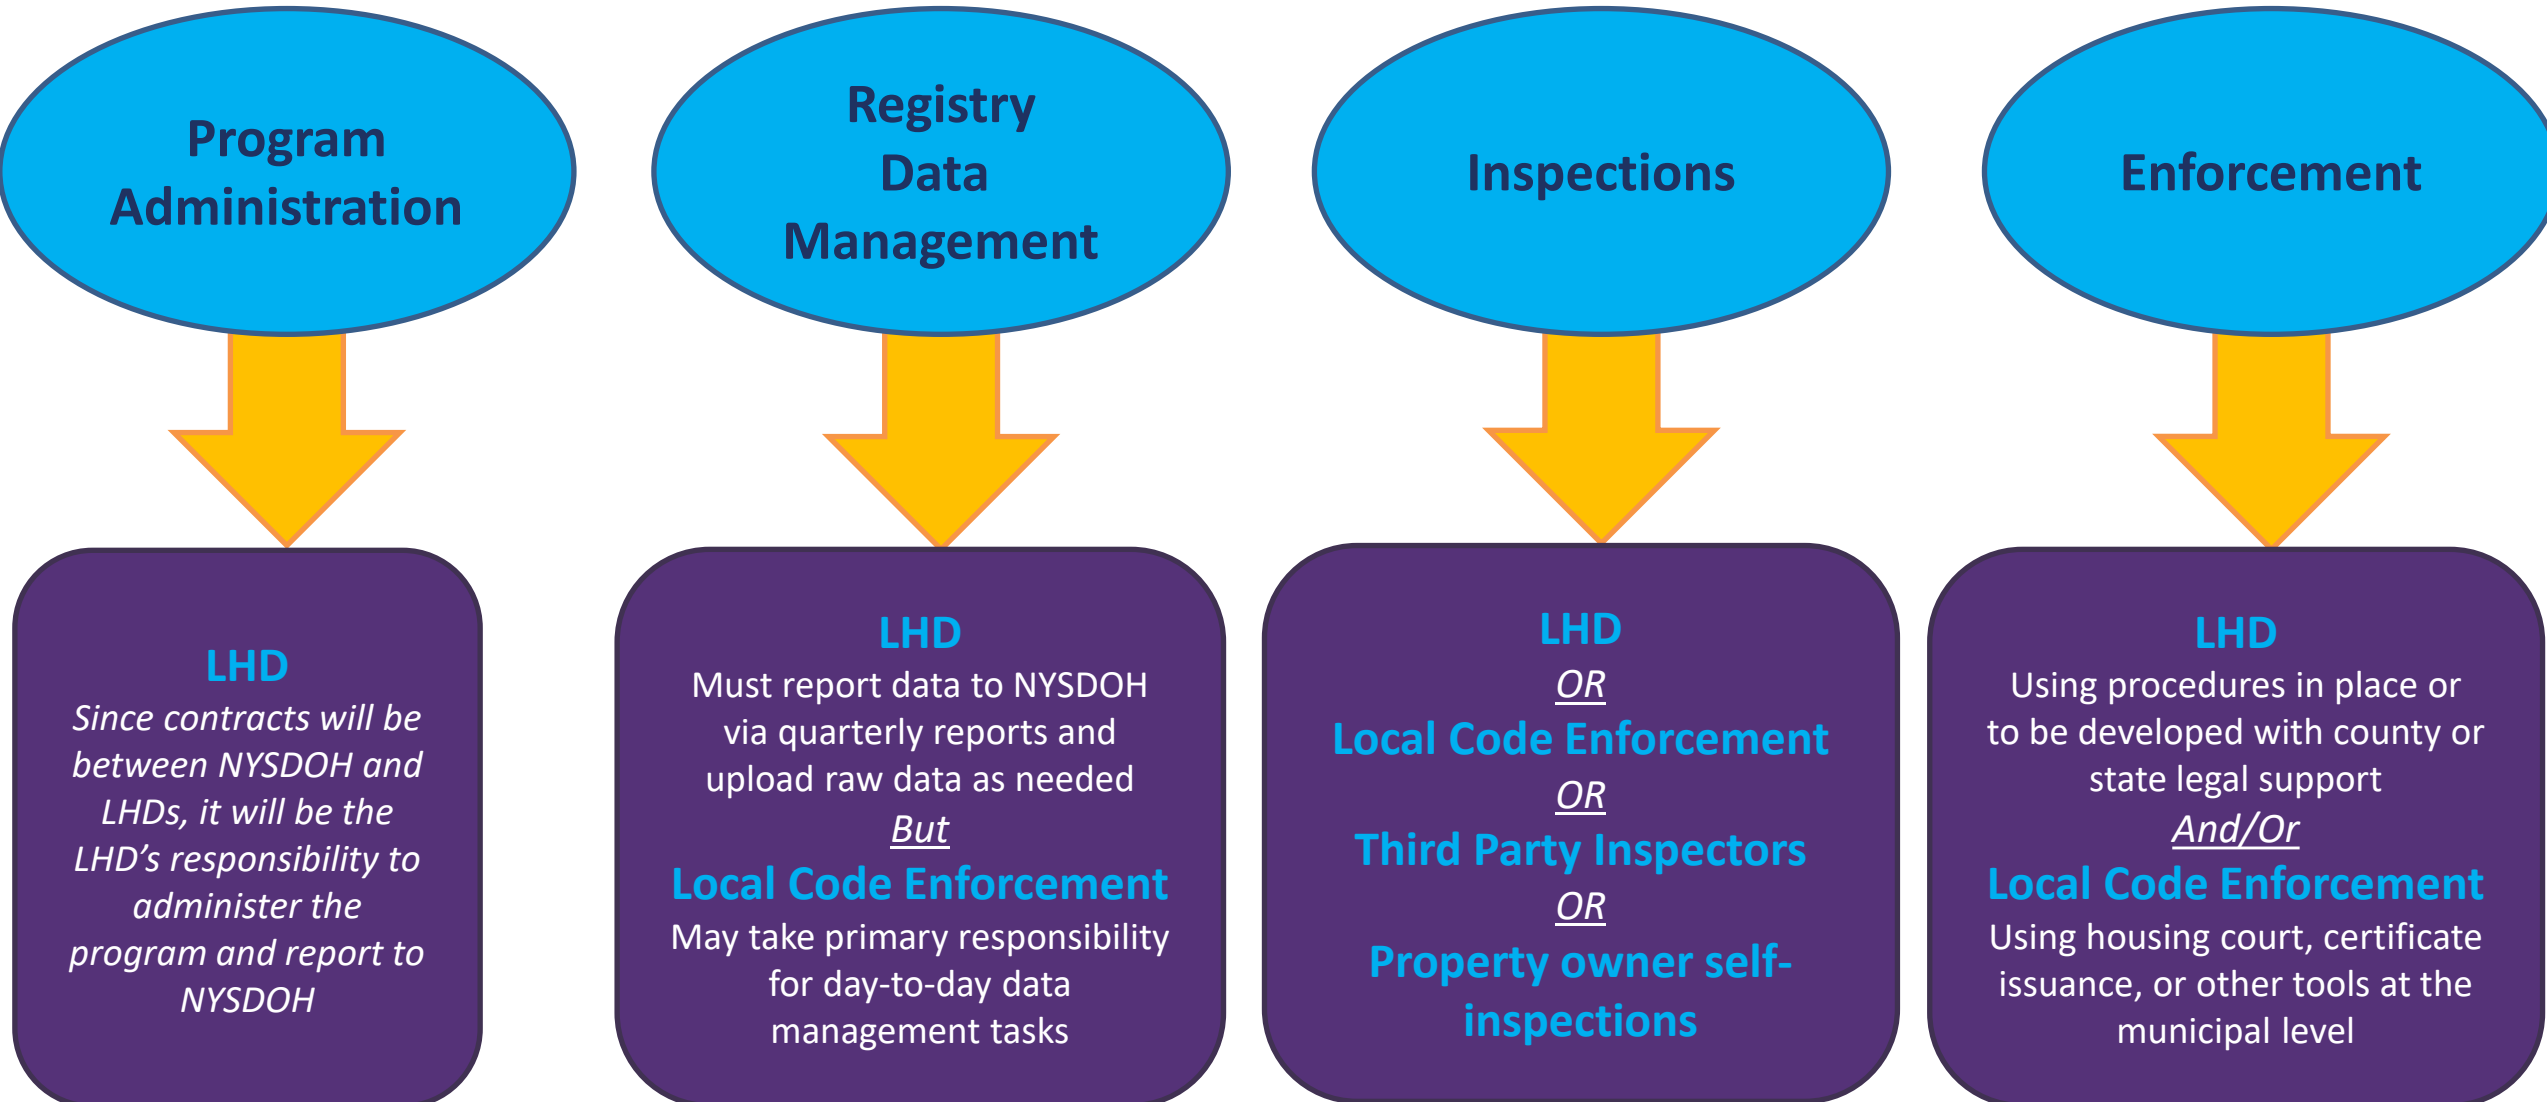 Program
Administration
LHD
Since contracts will be
between NYSDOH and
LHDs, it will be the
LHD’s responsibility to
administer the
program and report to
NYSDOH
Registry
Data
Management
LHD
Must report data to NYSDOH
via quarterly reports and
upload raw data as needed
But
Local Code Enforcement
May take primary responsibility
for day-to-day data
management tasks
Inspections
LHD
OR
Local Code Enforcement
OR
Third Party Inspectors
OR
Property owner self-
inspections
Enforcement
LHD
Using procedures in place or
to be developed with county or
state legal support
And/Or
Local Code Enforcement
Using housing court, certificate
issuance, or other tools at the
municipal level